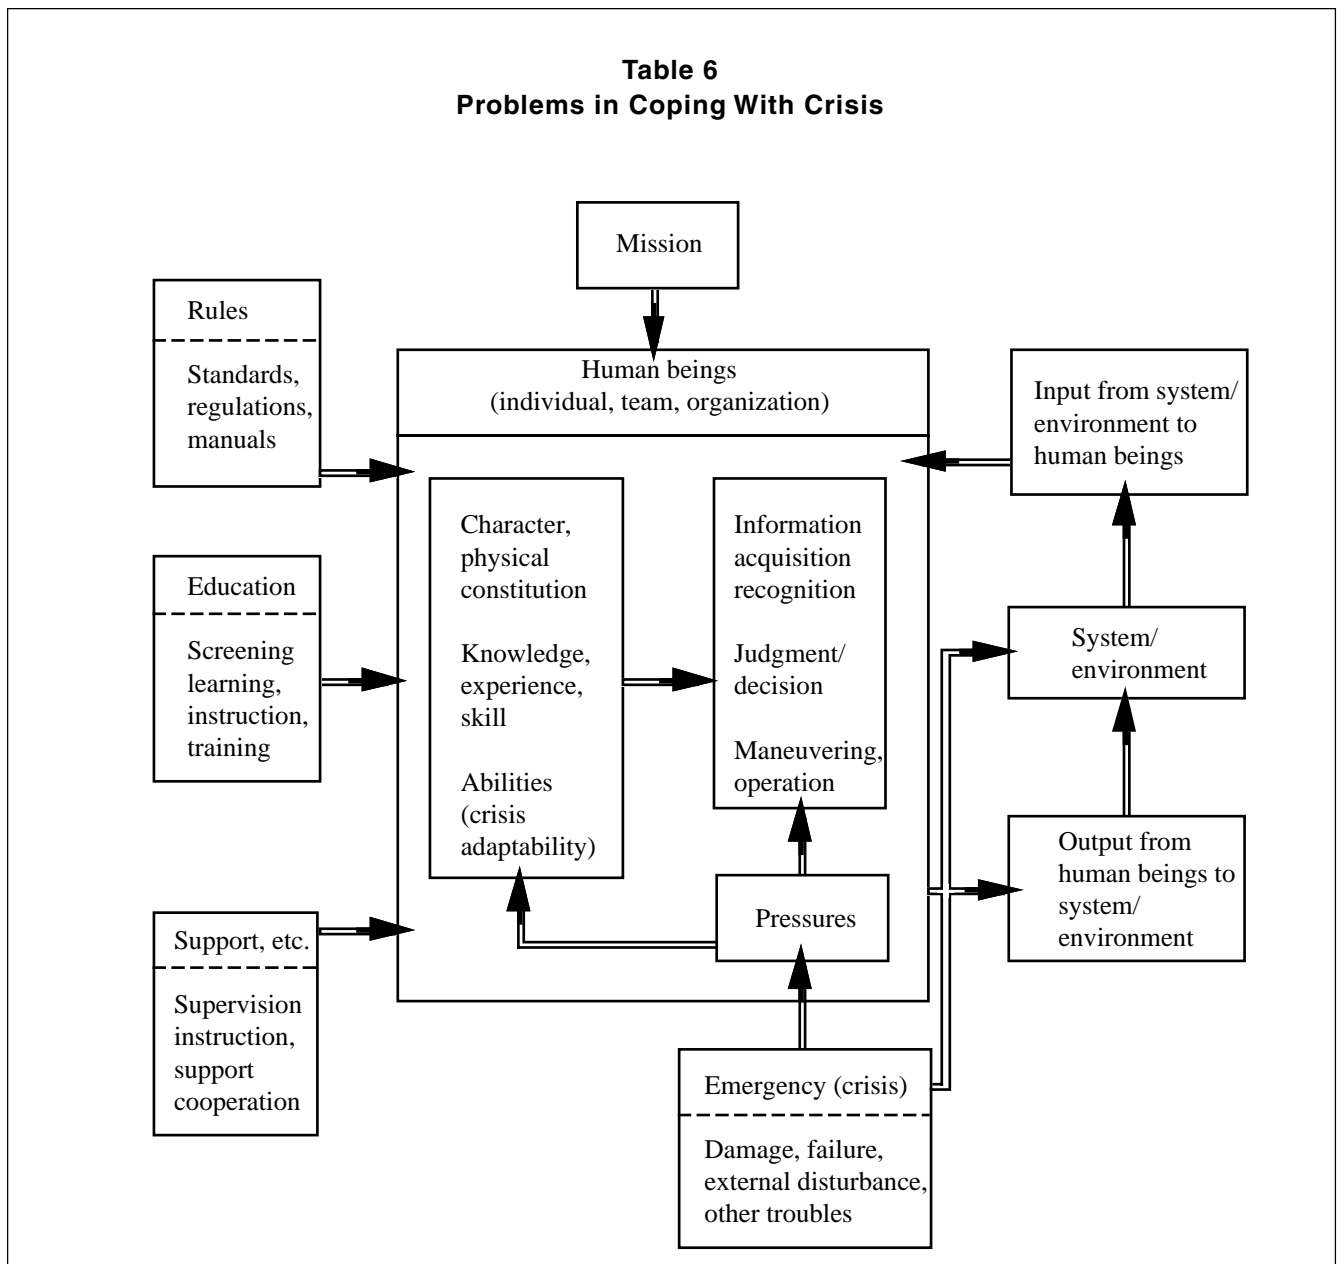 Table 6
Problems in Coping With Crisis
Mission
Rules
Standards,
regulations,
manuals
Human beings
(individual, team, organization)
Input from system/
environment to
human beings
Character,
physical
constitution
Knowledge,
experience,
skill
Abilities
(crisis
adaptability)
Information
acquisition
recognition
Judgment/
decision
Maneuvering,
operation
Education
Screening
learning,
instruction,
training
System/
environment
Output from
human beings to
system/
environment
Pressures
Support, etc.
Supervision
instruction,
support
cooperation
Emergency (crisis)
Damage, failure,
external disturbance,
other troubles